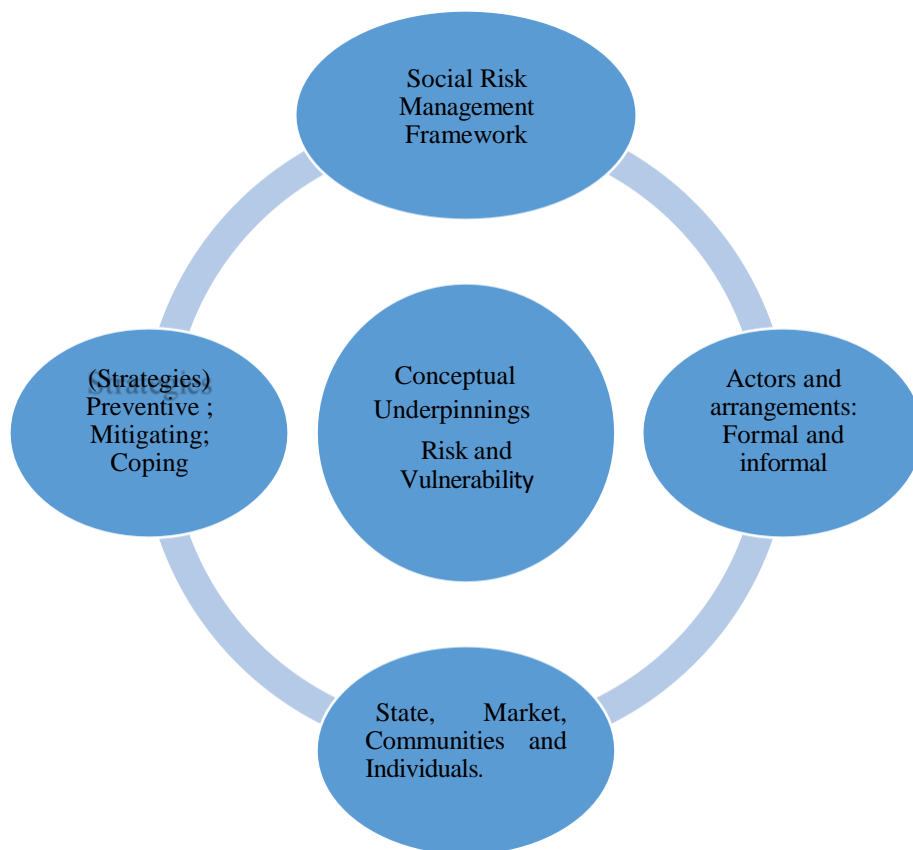 Social Risk
Management
Framework
(Strategies)
Strategies
Preventive ;
Mitigating;
Coping
Conceptual
Underpinnings
Risk and
Vulnerability
Actors and
arrangements:
Formal and
informal
State, Market,
Communities and
Individuals.